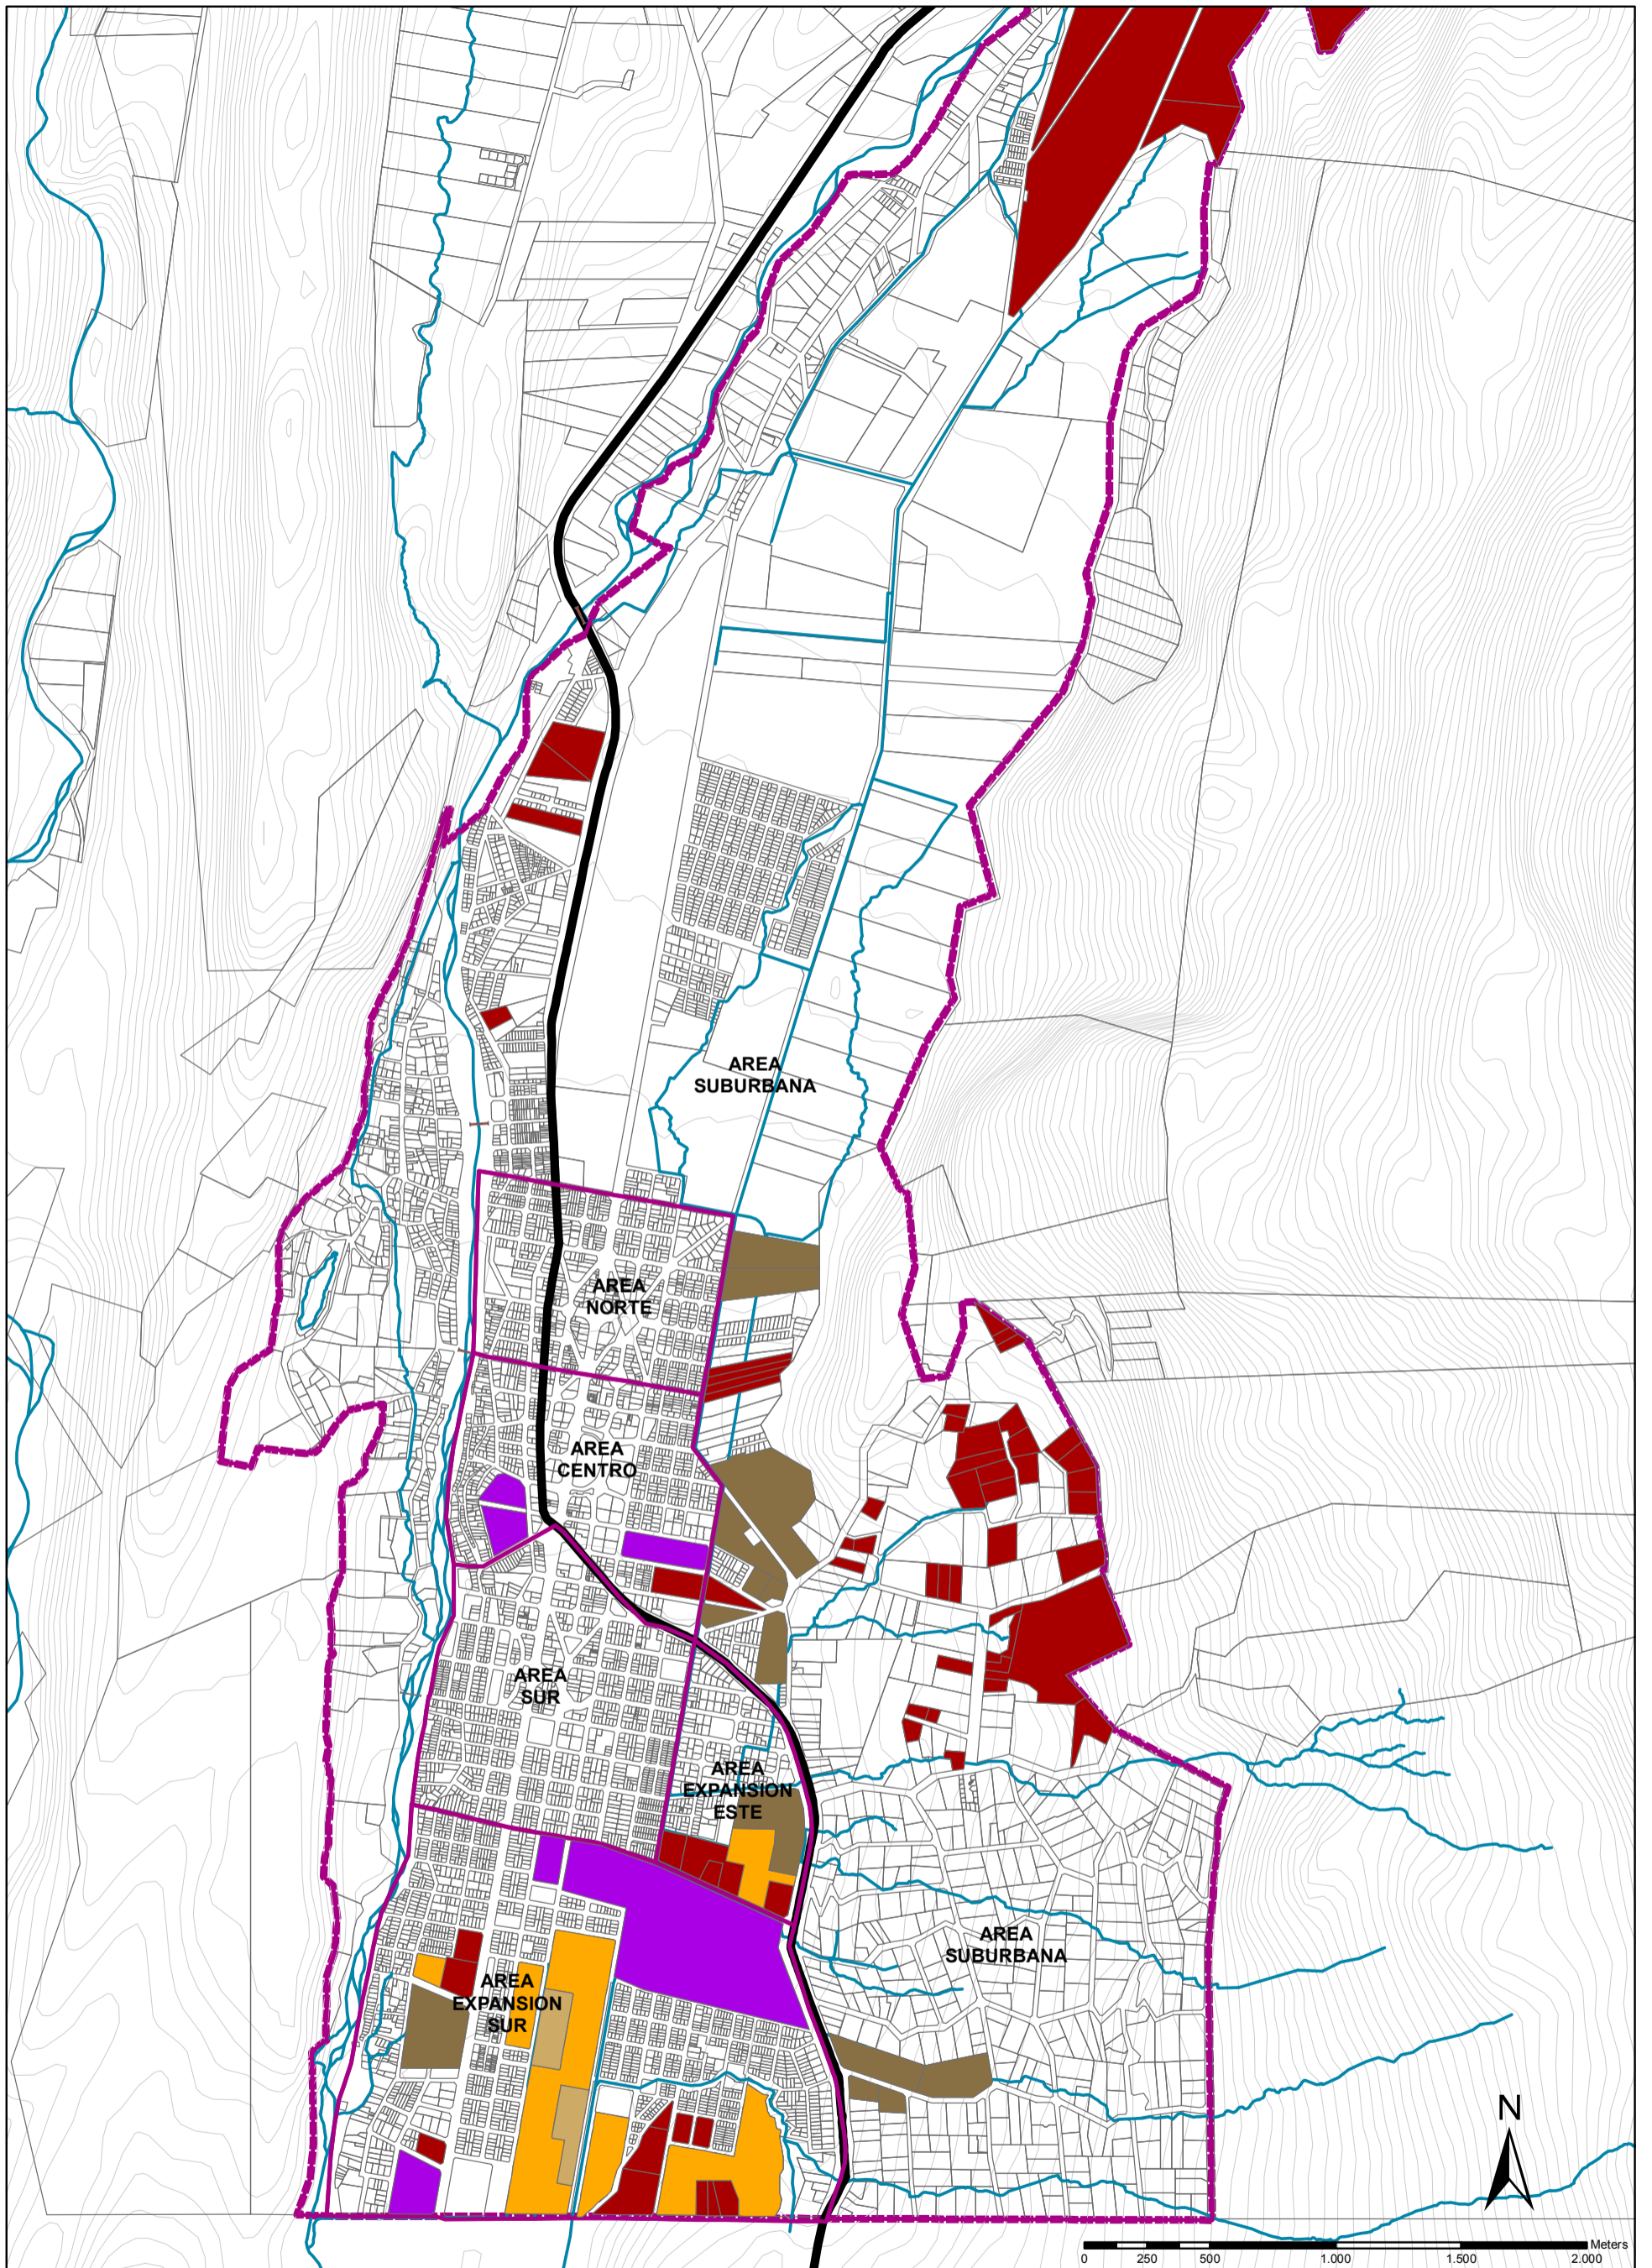 AREA
SUBURBANA
AREA
NORTE
AREA
CENTRO
AREA
SUR
AREA
EXPANSION
ESTE
AREA
SUBURBANA
AREA
EXPANSION
SUR
N
Meters
0 250 500 1.000 1.500 2.000